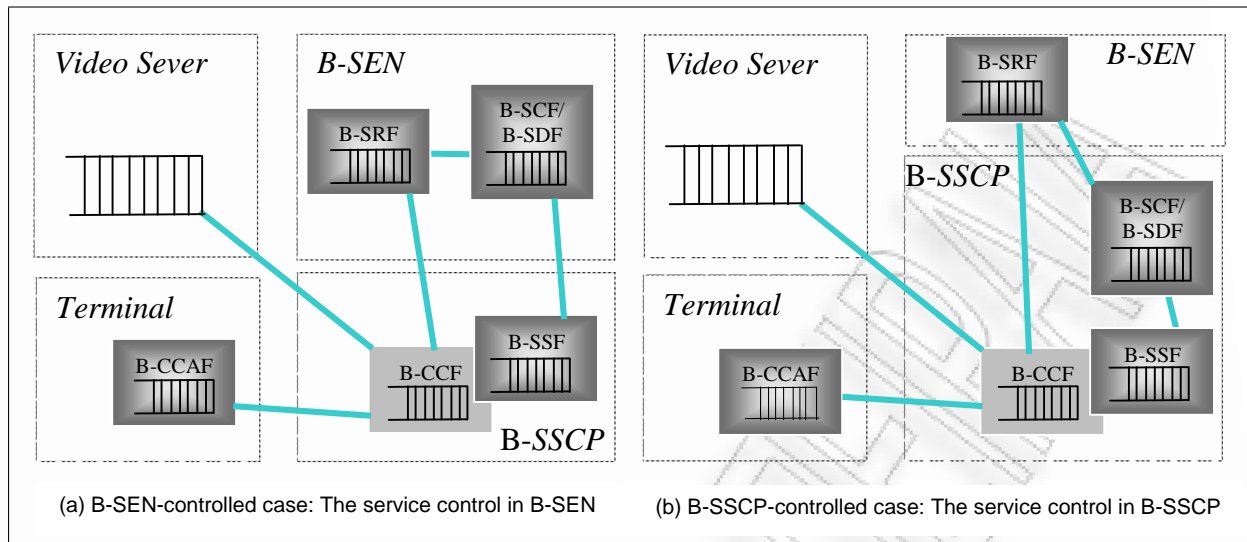 Video Sever
B-SEN
B-SRF
B-SCF/
B-SDF
Terminal
B-CCAF
B-CCF
B-SSF
B-SSCP
(a) B-SEN-controlled case: The service control in B-SEN
Video Sever
B-SRF
B-SEN
B-SSCP
B-SCF/
B-SDF
Terminal
B-CCAF
B-CCF
B-SSF
(b) B-SSCP-controlled case: The service control in B-SSCP